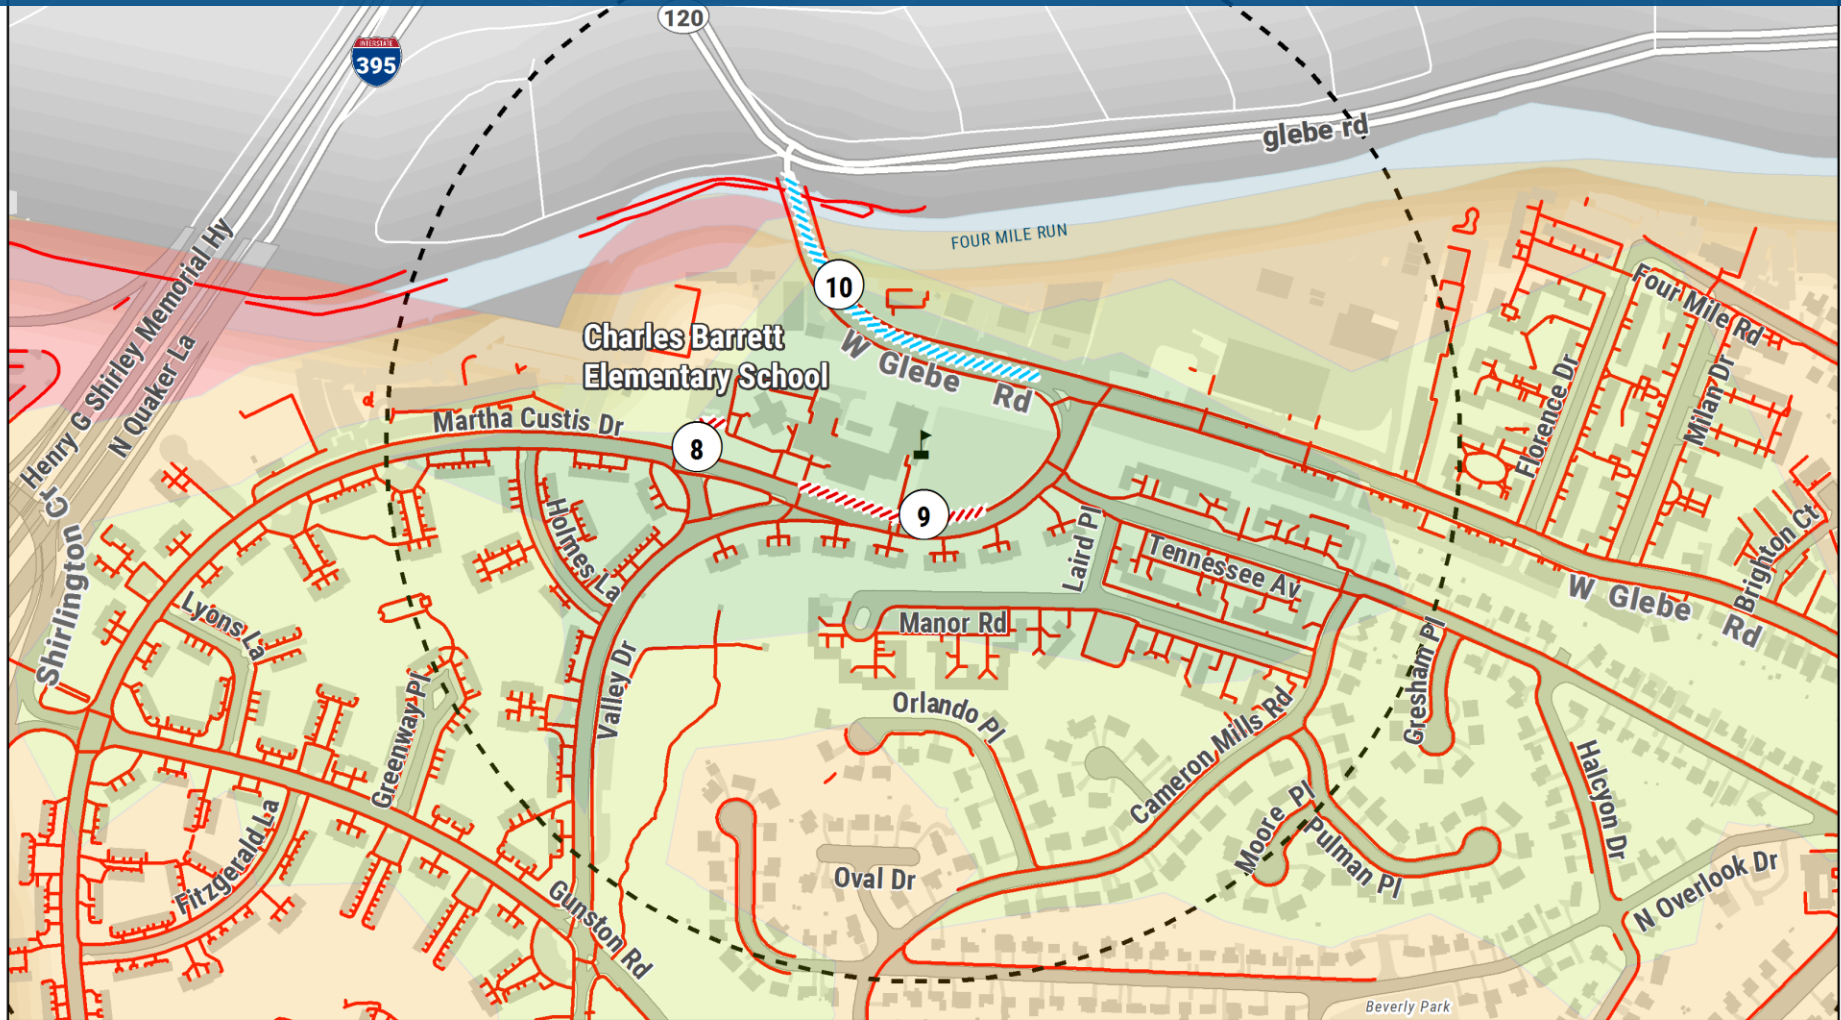 120
INTERSTATE
395
glebe rd
FOUR MILE RUN
Henry G Shirley Memorial Hy
N Quaker La
10
Four Mile Rd
Charles Barrett
Elementary School
W Glebe Rd
Florence Dr
Milan Dr
Martha Custis Dr
8
9
Shirlington Cr
Holmes La
Laird Pl
Tennessee Av
Brighton Ct
W Glebe Rd
Lyons La
Manor Rd
Gresham Pl
Valley Dr
Greenway Pl
Orlando Pl
Cameron Mills Rd
Halcyon Dr
Moore Pl
Pulman Pl
Fitzgerald La
Oval Dr
Gunston Rd
N Overlook Dr
Beverly Park